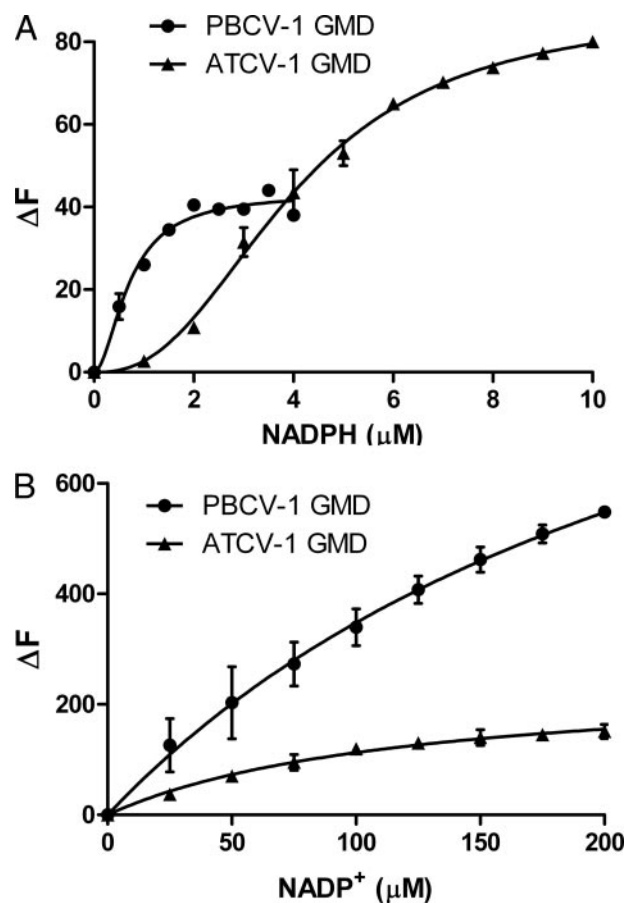 A
PBCV-1 GMD
ATCV-1 GMD
80
60
40
20
0
ΔF
0 2 4 6 8 10
NADPH (μM)
B
PBCV-1 GMD
ATCV-1 GMD
600
400
200
0
ΔF
0 50 100 150 200
NADP⁺ (μM)